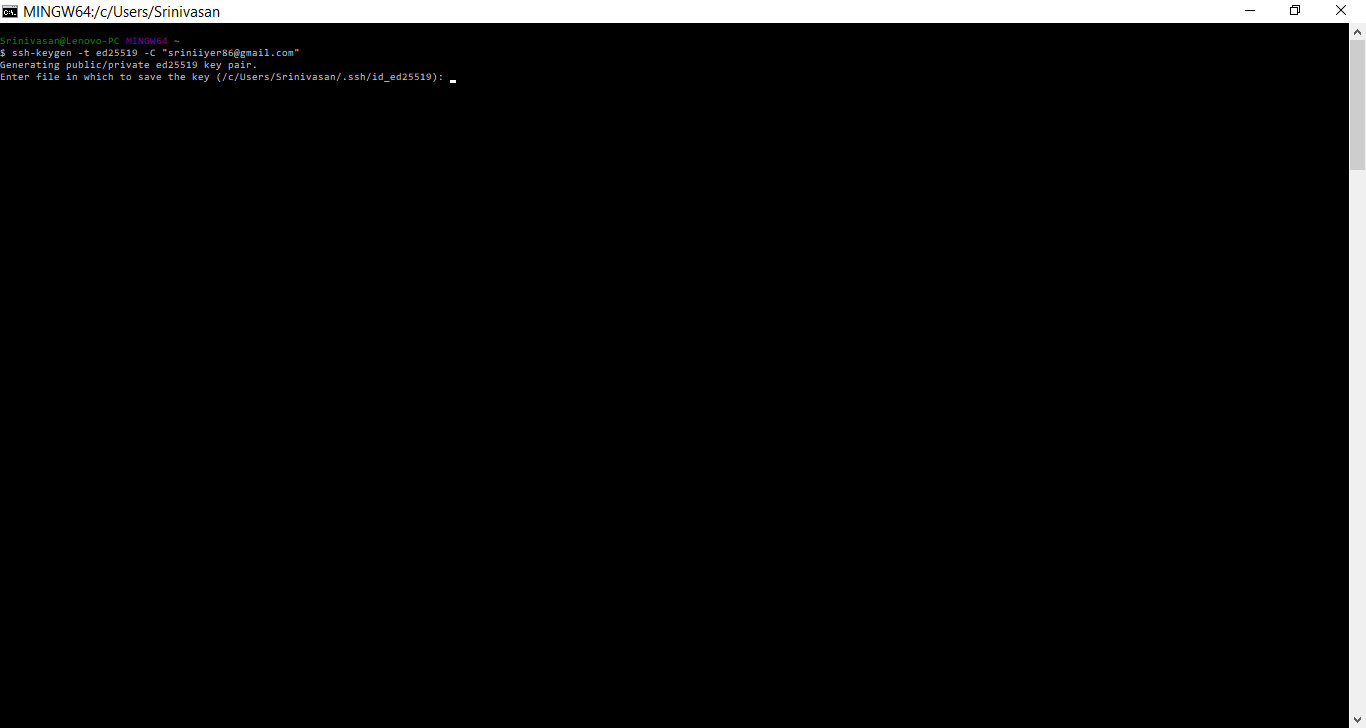 MINGW64:/c/Users/Srinivasan
Srinivasan@Lenovo-PC MINGW64 ~
$ ssh-keygen -t ed25519 -C "sriniiyer86@gmail.com"
Generating public/private ed25519 key pair.
Enter file in which to save the key (/c/Users/Srinivasan/.ssh/id_ed25519):